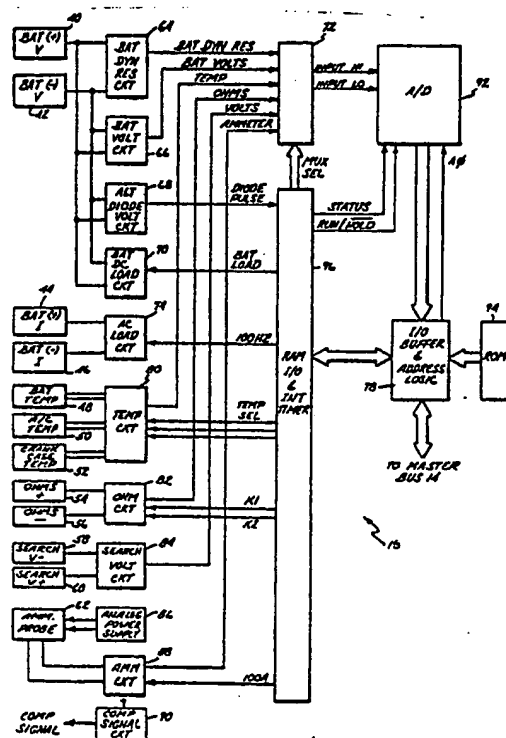 40
BAT (+)
V
BAT (-)
V
42
64
BAT
DYN
RES
CKT
BAT
VOLT
CKT
66
68
ALT
DIODE
VOLT
CKT
70
BAT
DC
LOAD
CKT
44
BAT (+)
I
BAT (-)
I
46
74
AC
LOAD
CKT
BAT
TEMP
48
A/C
TEMP
50
CRANK
CASE
TEMP
52
80
TEMP
CKT
OHMS
+
54
OHMS
-
56
82
OHM
CKT
58
SEARCH
V-
SEARCH
V+
60
84
SEARCH
VOLT
CKT
62
AMM.
PROBE
ANALOG
POWER
SUPPLY
86
88
AMM
CKT
COMP
SIGNAL
COMP
SIGNAL
CKT
90
BAT DYN RES
BAT VOLTS
TEMP
OHMS
VOLTS
AMMETER
DIODE
PULSE
BAT
LOAD
100HZ
TEMP
SEL
K1
K2
100A
72
MUX
SEL
INPUT HI
INPUT LO
A/D
92
A∅
STATUS
RUN/HOLD
76
RAM
I/O
&
INT
TIMER
I/O
BUFFER
&
ADDRESS
LOGIC
78
94
ROM
TO MASTER
BUS 14